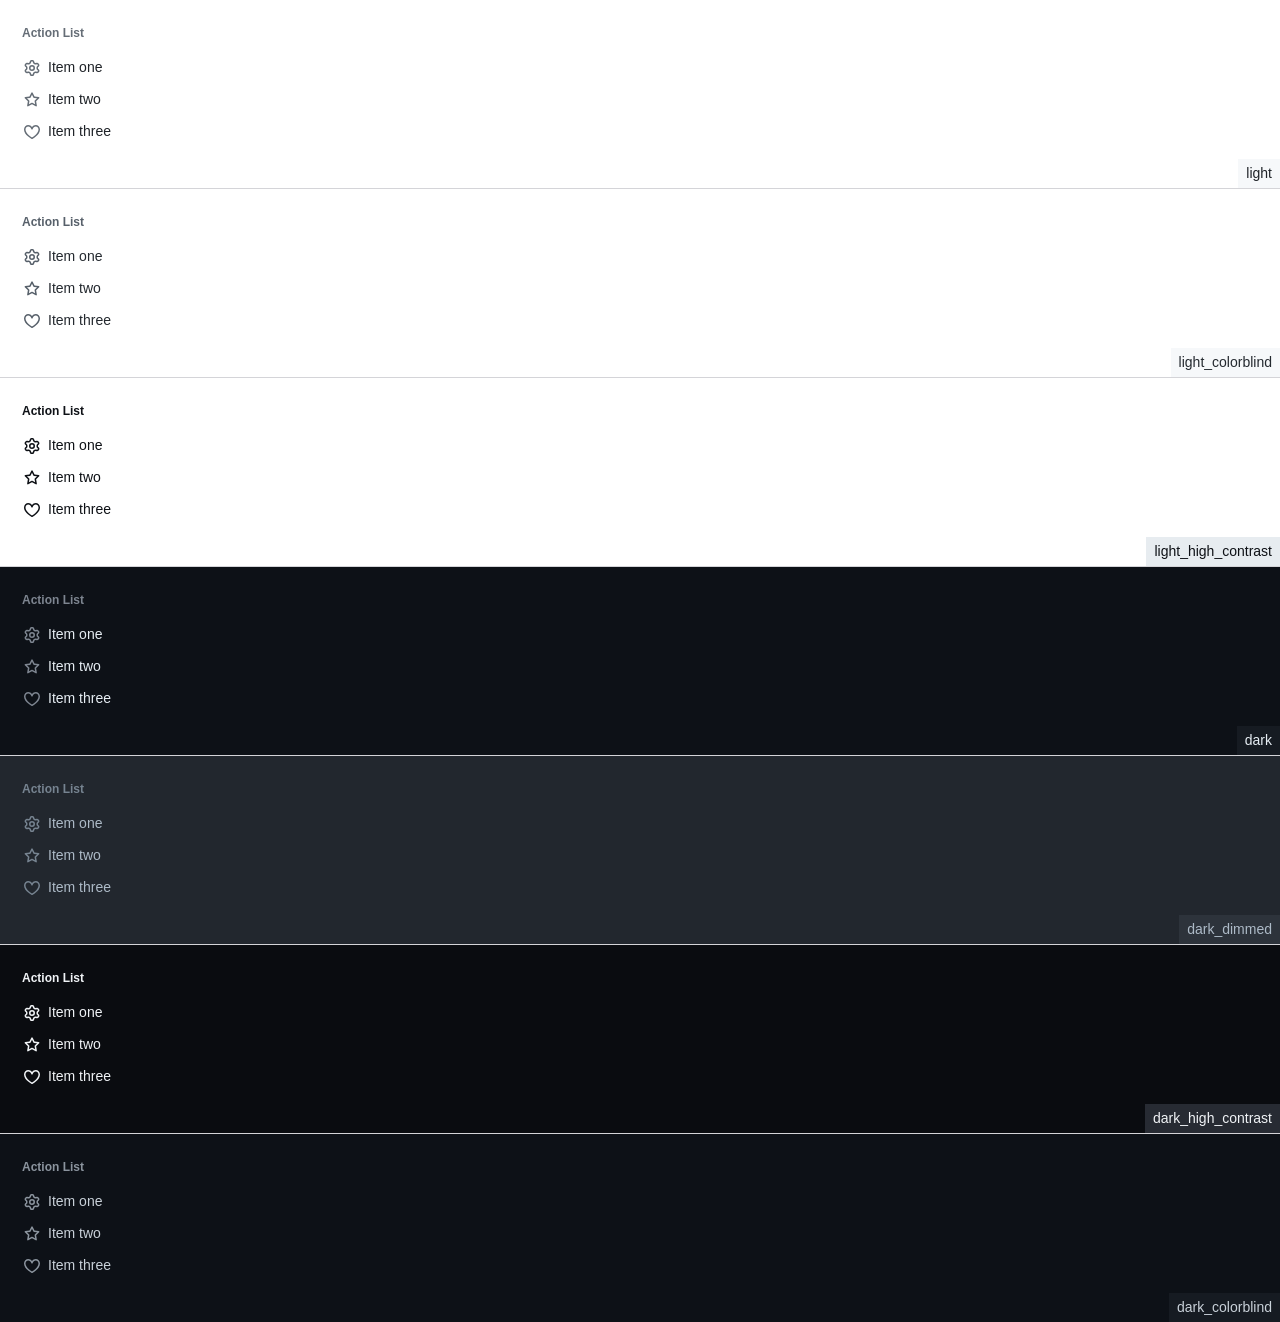 Action List
Item one
Item two
Item three
light
Action List
Item one
Item two
Item three
light_colorblind
Action List
Item one
Item two
Item three
light_high_contrast
Action List
Item one
Item two
Item three
dark
Action List
Item one
Item two
Item three
dark_dimmed
Action List
Item one
Item two
Item three
dark_high_contrast
Action List
Item one
Item two
Item three
dark_colorblind